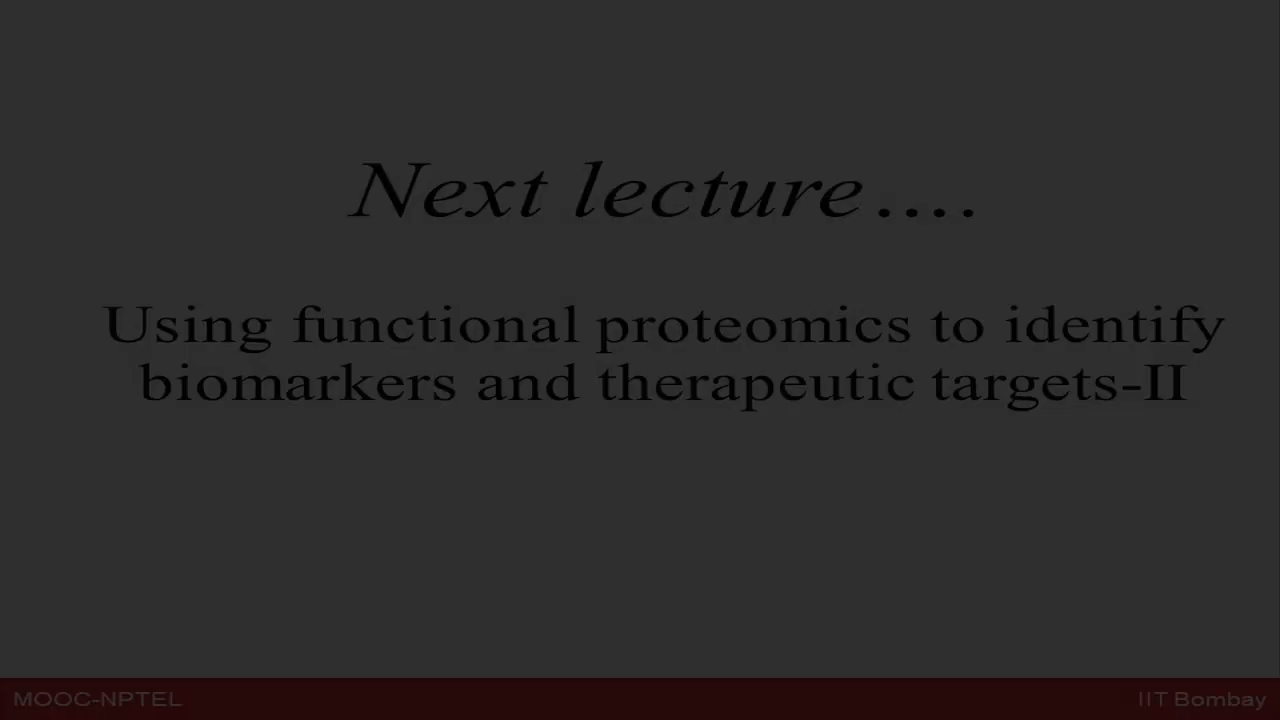 Next lecture....
Using functional proteomics to identify
biomarkers and therapeutic targets-II
MOOC-NPTEL
IIT Bombay